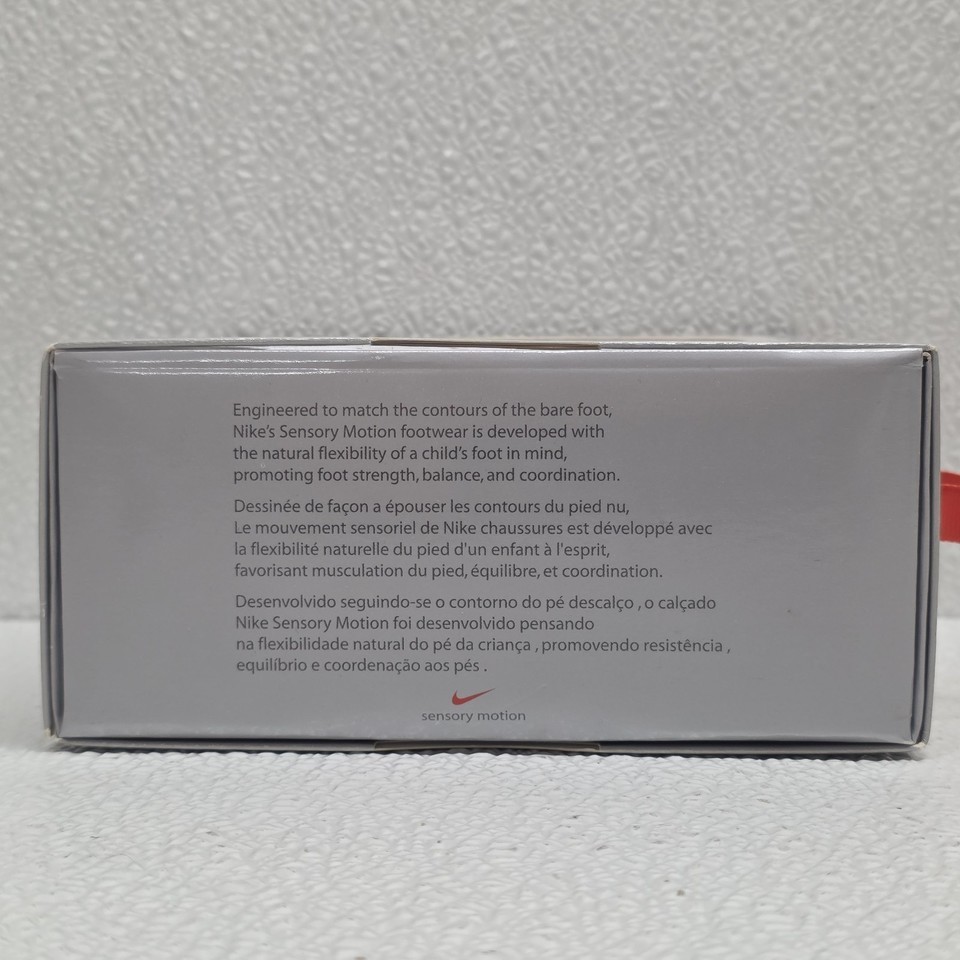 Engineered to match the contours of the bare foot,
Nike's Sensory Motion footwear is developed with
the natural flexibility of a child's foot in mind,
promoting foot strength, balance, and coordination.
Dessinée de façon a épouser les contours du pied nu,
Le mouvement sensoriel de Nike chaussures est développé avec
la flexibilité naturelle du pied d'un enfant à l'esprit,
favorisant musculation du pied, équilibre, et coordination.
Desenvolvido seguindo-se o contorno do pé descalço , o calçado
Nike Sensory Motion foi desenvolvido pensando
na flexibilidade natural do pé da criança , promovendo resistência ,
equilíbrio e coordenação aos pés .
sensory motion